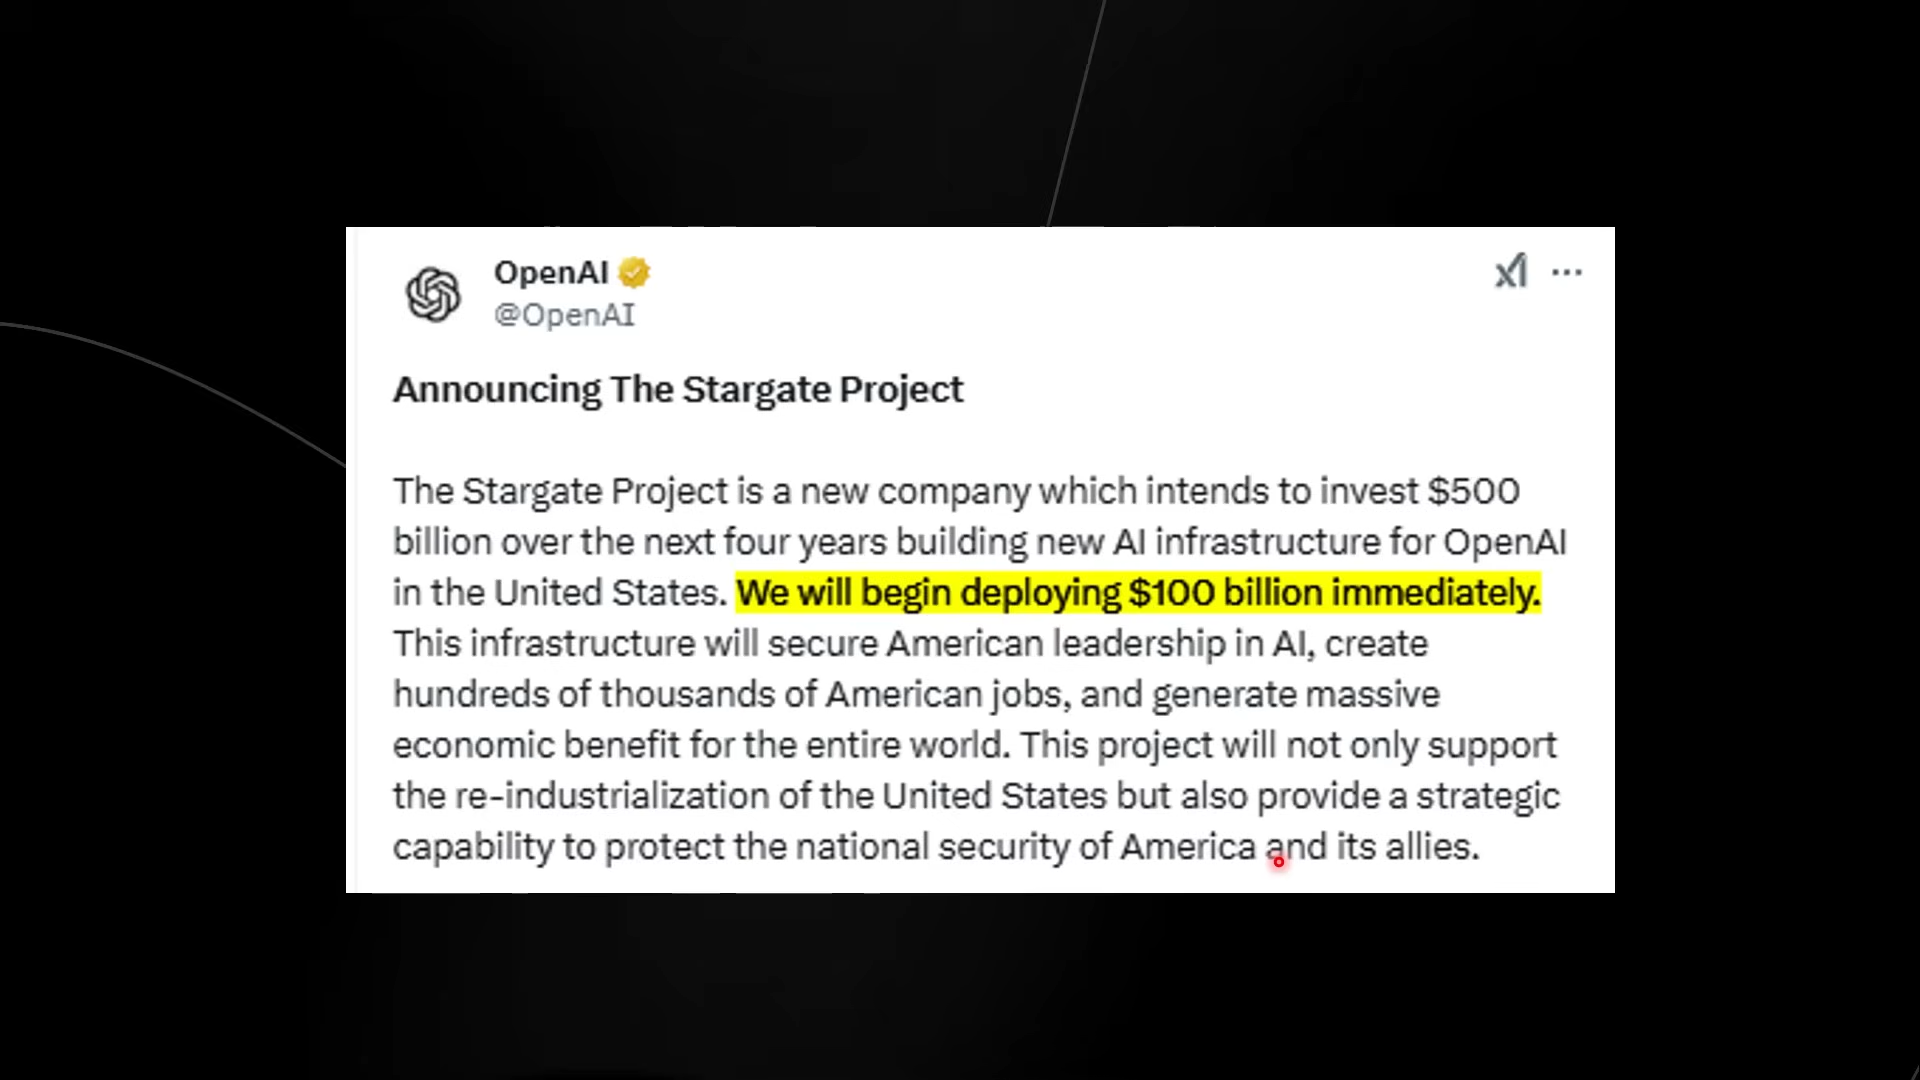 OpenAI
@OpenAI
Announcing The Stargate Project
The Stargate Project is a new company which intends to invest $500
billion over the next four years building new AI infrastructure for OpenAI
in the United States. We will begin deploying $100 billion immediately.
This infrastructure will secure American leadership in AI, create
hundreds of thousands of American jobs, and generate massive
economic benefit for the entire world. This project will not only support
the re-industrialization of the United States but also provide a strategic
capability to protect the national security of America and its allies.